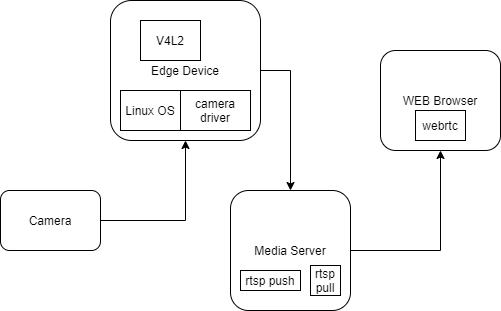 V4L2
Edge Device
Linux OS
camera
driver
WEB Browser
webrtc
Camera
Media Server
rtsp push
rtsp
pull